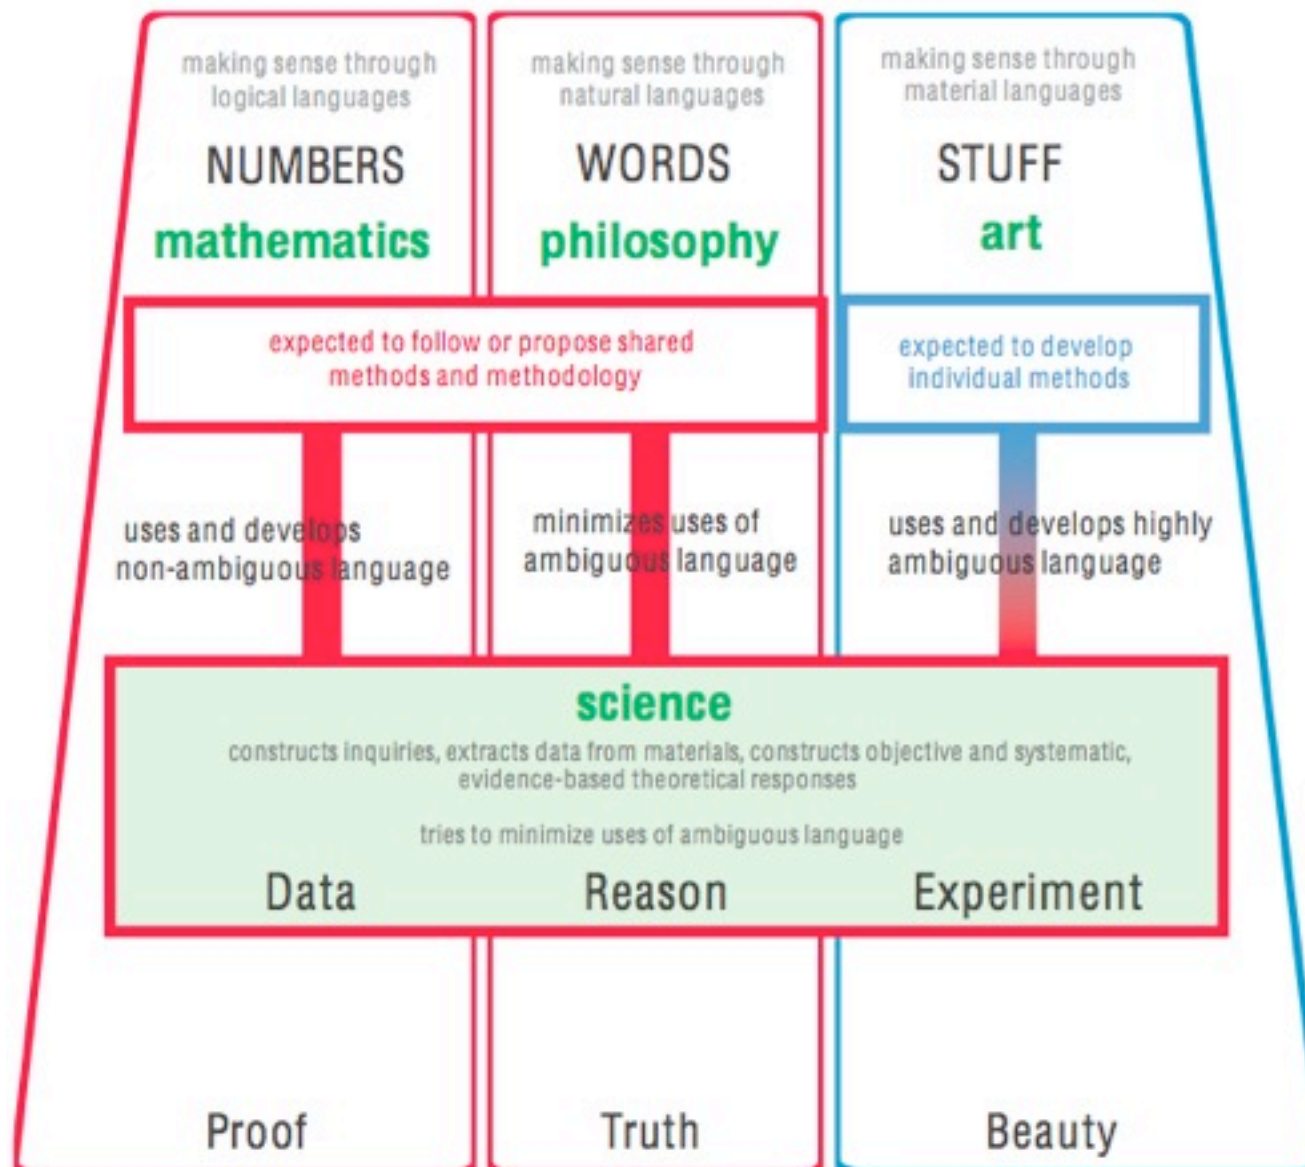 making sense through
logical languages
NUMBERS
mathematics
making sense through
natural languages
WORDS
philosophy
making sense through
material languages
STUFF
art
expected to follow or propose shared
methods and methodology
expected to develop
individual methods
uses and develops
non-ambiguous language
minimizes uses of
ambiguous language
uses and develops highly
ambiguous language
science
constructs inquiries, extracts data from materials, constructs objective and systematic,
evidence-based theoretical responses
tries to minimize uses of ambiguous language
Data
Reason
Experiment
Proof
Truth
Beauty